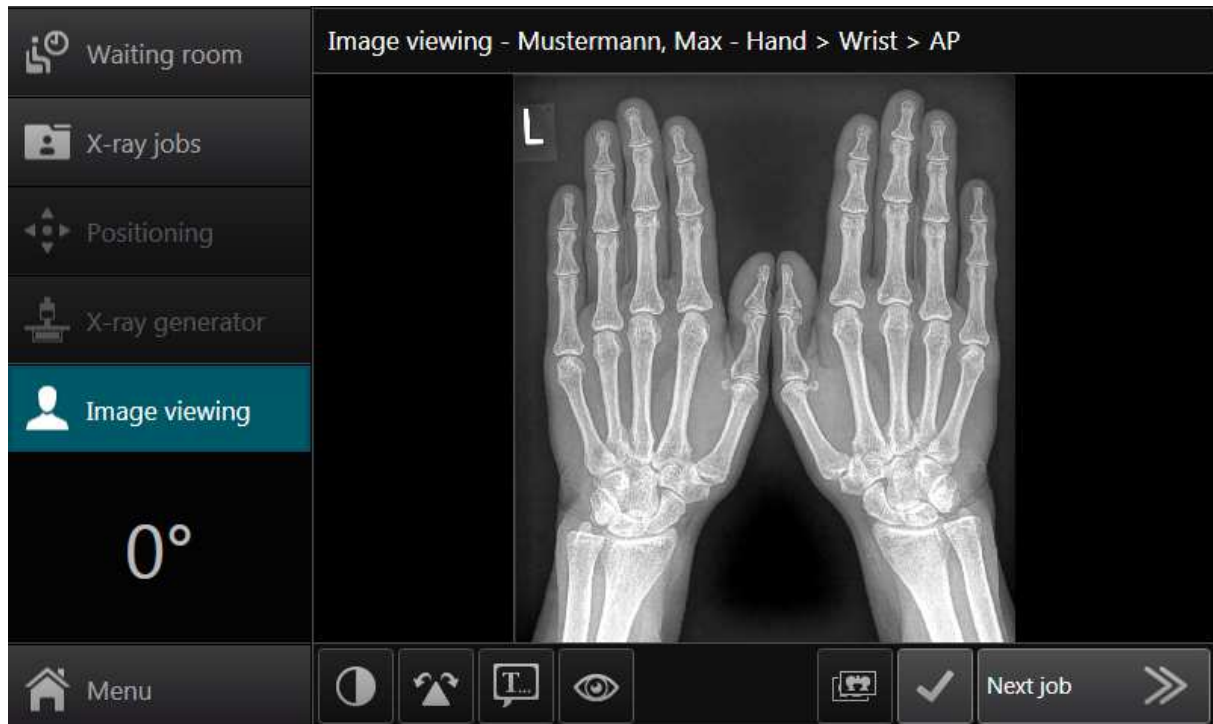 Waiting room
X-ray jobs
Positioning
X-ray generator
Image viewing
0°
Menu
Image viewing - Mustermann, Max - Hand > Wrist > AP
L
T...
Next job